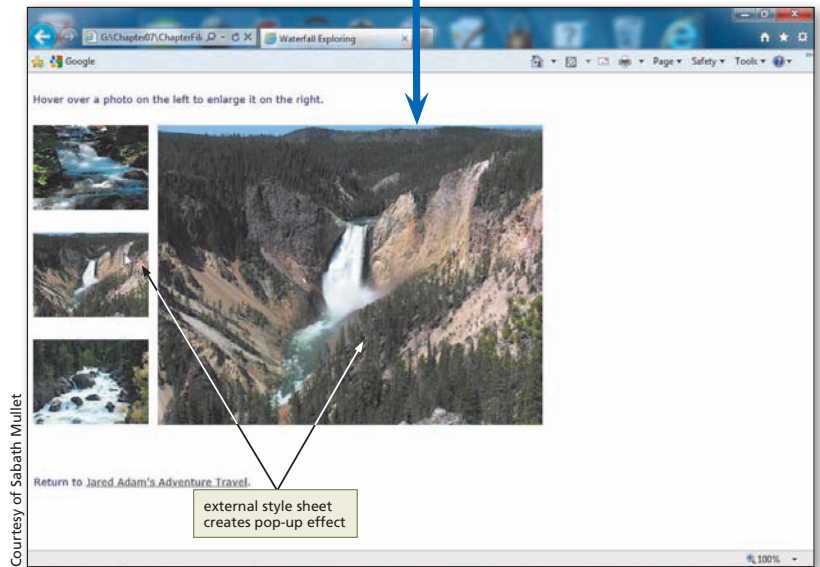 G:\Chapter07\ChapterFil
Waterfall Exploring
Google
Page Safety Tools
Hover over a photo on the left to enlarge it on the right.
Return to Jared Adam's Adventure Travel.
external style sheet
creates pop-up effect
100%
Courtesy of Sabath Mullet